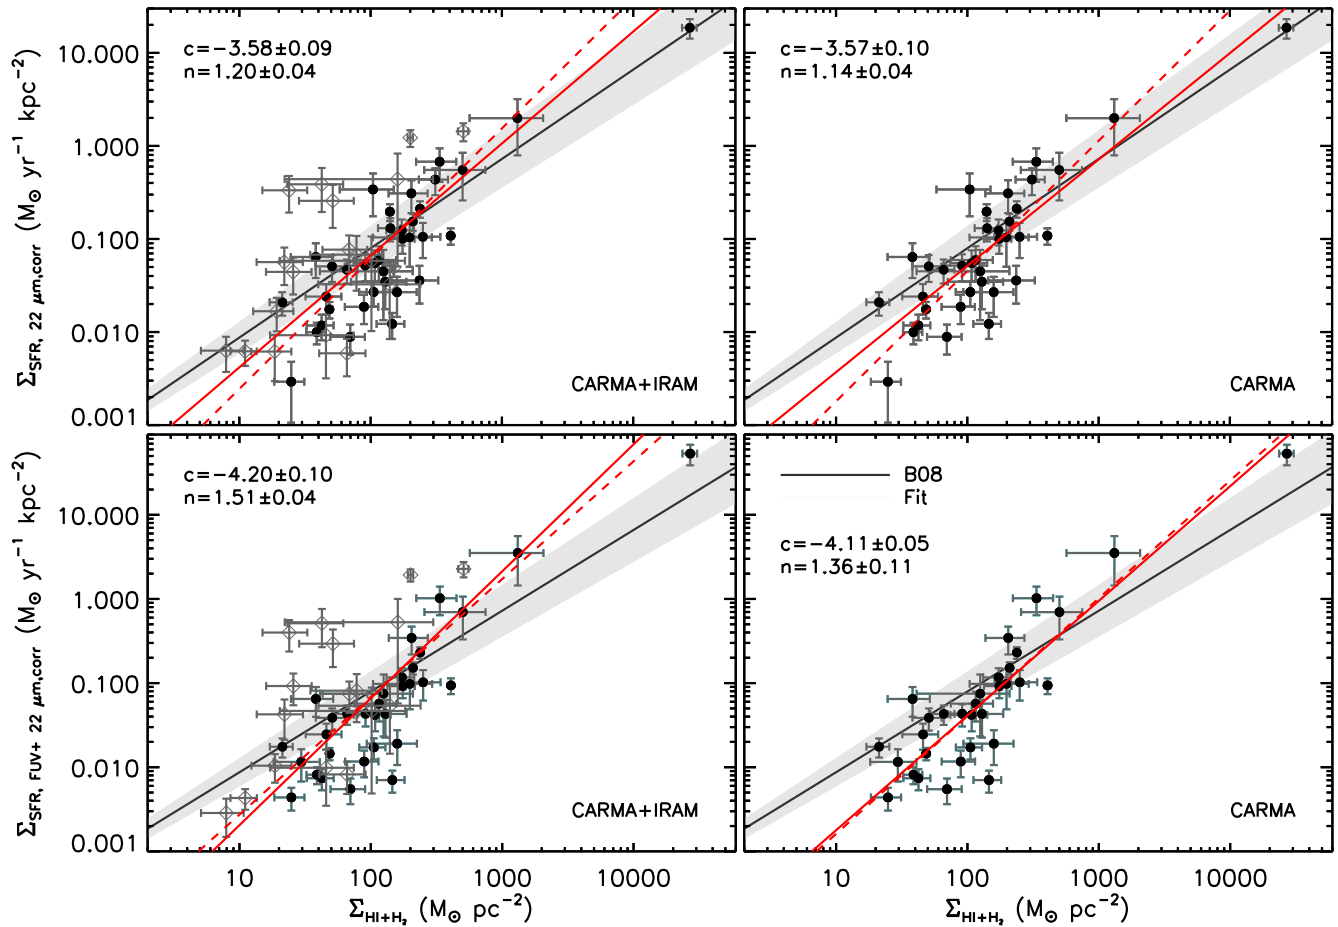 10.000
1.000
0.100
0.010
0.001
ΣSFR, 22 μm,corr (M⊙ yr−1 kpc−2)
c=−3.58±0.09
n=1.20±0.04
CARMA+IRAM
c=−3.57±0.10
n=1.14±0.04
CARMA
10.000
1.000
0.100
0.010
0.001
ΣSFR, FUV+ 22 μm,corr (M⊙ yr−1 kpc−2)
c=−4.20±0.10
n=1.51±0.04
CARMA+IRAM
B08
Fit
c=−4.11±0.05
n=1.36±0.11
CARMA
10 100 1000 10000
10 100 1000 10000
ΣHI+H2 (M⊙ pc−2)
ΣHI+H2 (M⊙ pc−2)